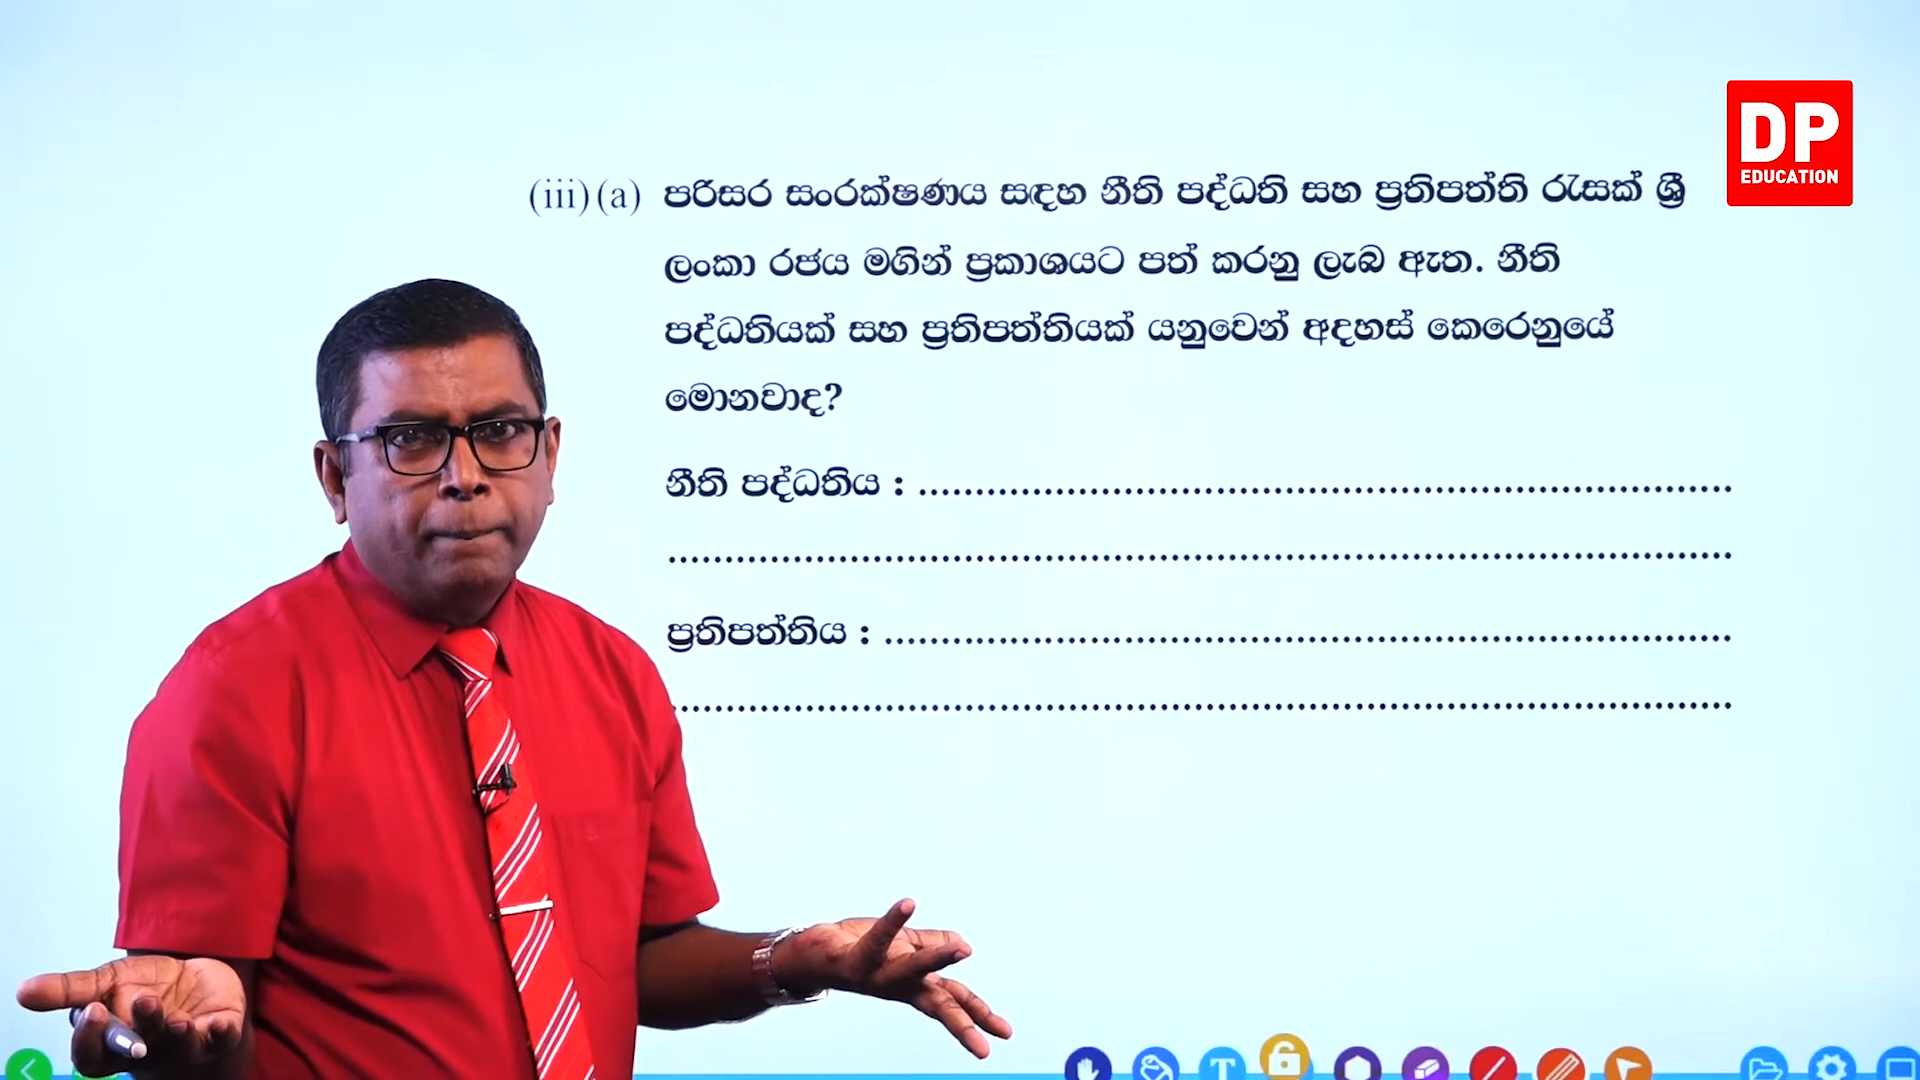 DP
EDUCATION
(iii) (a) පරිසර සංරක්ෂණය සඳහා නීති පද්ධති සහ ප්‍රතිපත්ති රැසක් ශ්‍රී
ලංකා රජය මගින් ප්‍රකාශයට පත් කරනු ලැබ ඇත. නීති
පද්ධතියක් සහ ප්‍රතිපත්තියක් යනුවෙන් අදහස් කෙරෙනුයේ
මොනවාද?
නීති පද්ධතිය : ........................................................................
..............................................................................................
ප්‍රතිපත්තිය : ...........................................................................
..............................................................................................
T